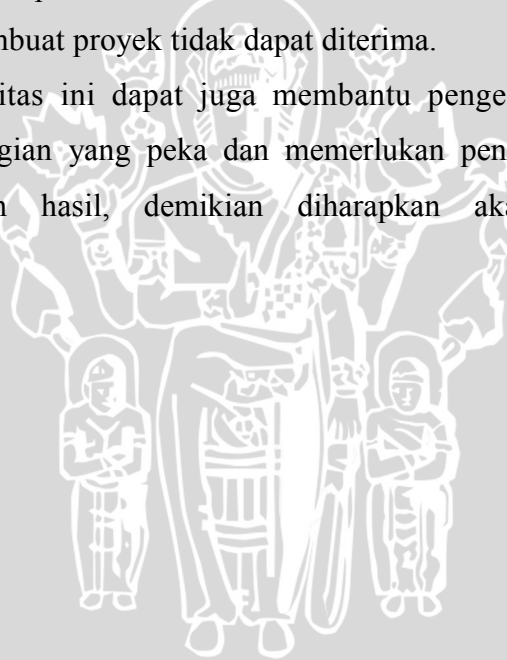 mbuat proyek tidak dapat diterima.
itas ini dapat juga membantu penge
gian yang peka dan memerlukan pen
n hasil, demikian diharapkan aka